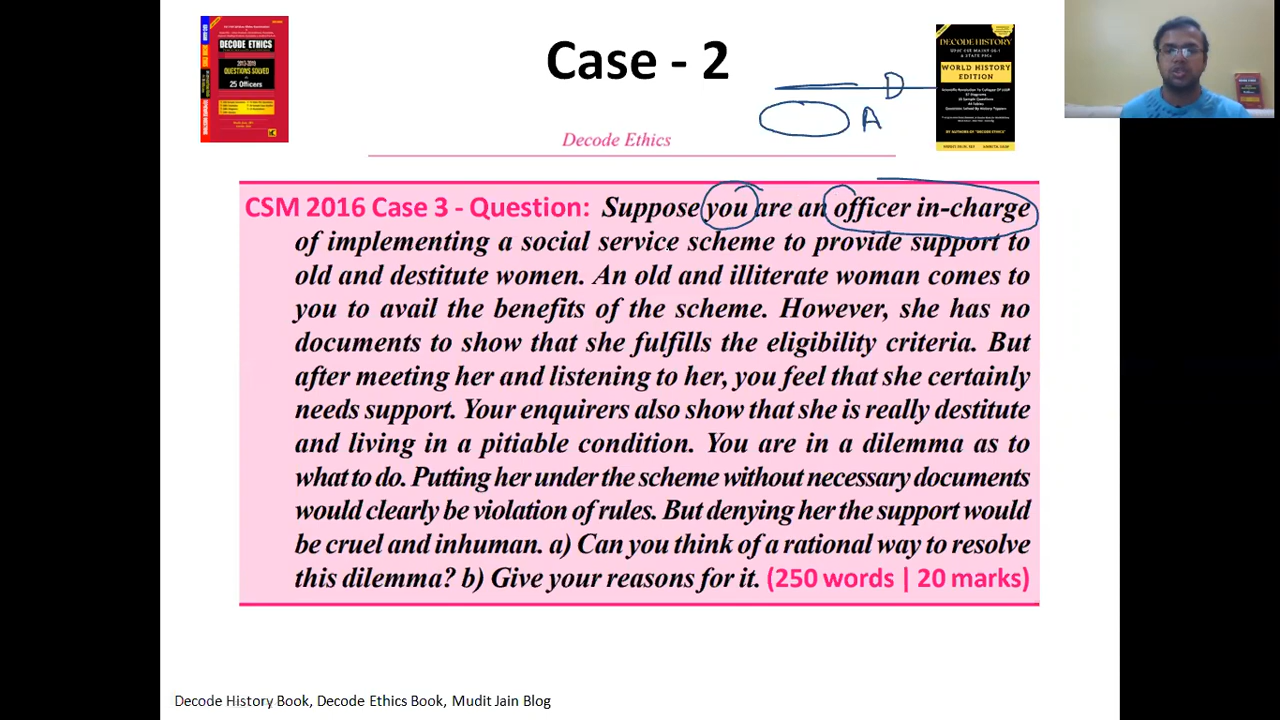 Case - 2
D
A
Decode Ethics
DECODE ETHICS
QUESTIONS SOLVED
25 Officers
DECODE HISTORY
WORLD HISTORY
EDITION
CSM 2016 Case 3 - Question: Suppose you are an officer in-charge
of implementing a social service scheme to provide support to
old and destitute women. An old and illiterate woman comes to
you to avail the benefits of the scheme. However, she has no
documents to show that she fulfills the eligibility criteria. But
after meeting her and listening to her, you feel that she certainly
needs support. Your enquirers also show that she is really destitute
and living in a pitiable condition. You are in a dilemma as to
what to do. Putting her under the scheme without necessary documents
would clearly be violation of rules. But denying her the support would
be cruel and inhuman. a) Can you think of a rational way to resolve
this dilemma? b) Give your reasons for it. (250 words | 20 marks)
Decode History Book, Decode Ethics Book, Mudit Jain Blog